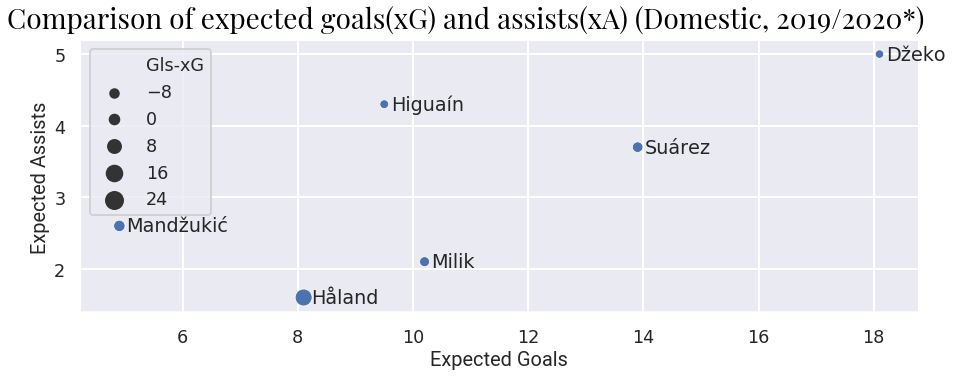 Comparison of expected goals(xG) and assists(xA) (Domestic, 2019/2020*)
Expected Assists
5
4
3
2
Gls-xG
−8
0
8
16
24
Džeko
Higuaín
Suárez
Mandžukić
Milik
Håland
6
8
10
12
14
16
18
Expected Goals